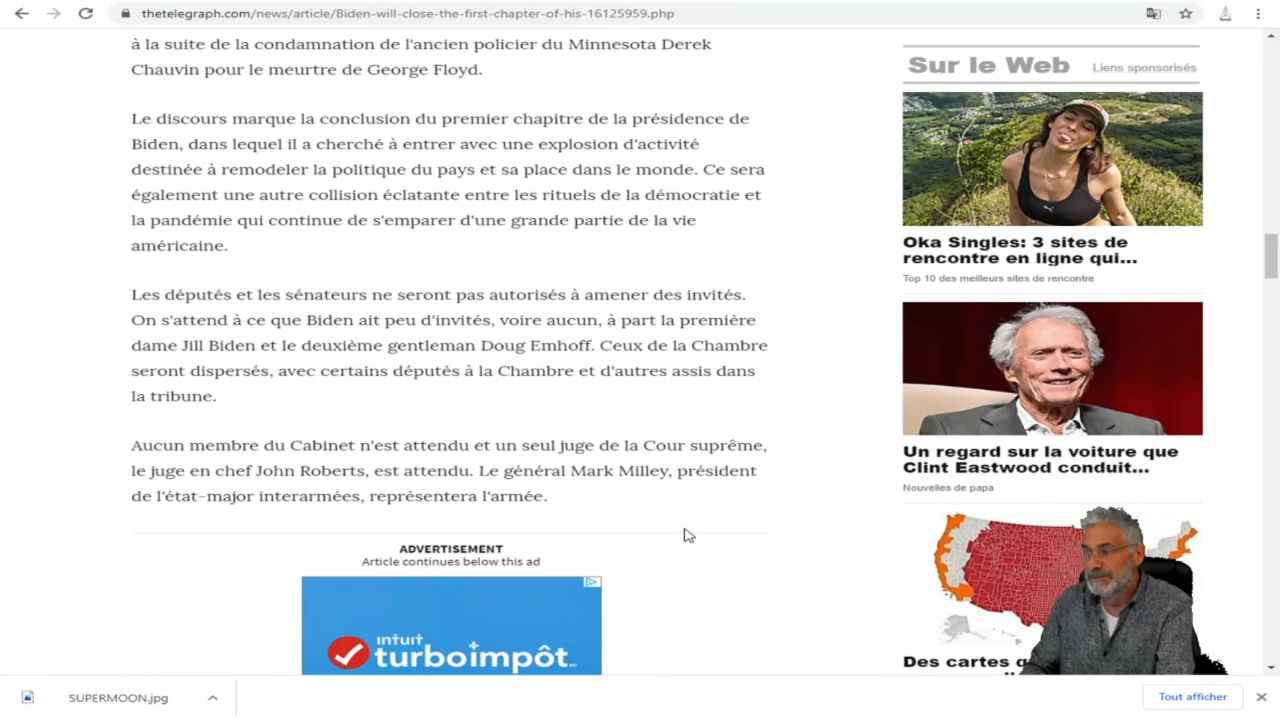 thetelegraph.com/news/article/Biden-will-close-the-first-chapter-of-his-16125959.php
à la suite de la condamnation de l'ancien policier du Minnesota Derek
Chauvin pour le meurtre de George Floyd.
Le discours marque la conclusion du premier chapitre de la présidence de
Biden, dans lequel il a cherché à entrer avec une explosion d'activité
destinée à remodeler la politique du pays et sa place dans le monde. Ce sera
également une autre collision éclatante entre les rituels de la démocratie et
la pandémie qui continue de s'emparer d'une grande partie de la vie
américaine.
Les députés et les sénateurs ne seront pas autorisés à amener des invités.
On s'attend à ce que Biden ait peu d'invités, voire aucun, à part la première
dame Jill Biden et le deuxième gentleman Doug Emhoff. Ceux de la Chambre
seront dispersés, avec certains députés à la Chambre et d'autres assis dans
la tribune.
Aucun membre du Cabinet n'est attendu et un seul juge de la Cour suprême,
le juge en chef John Roberts, est attendu. Le général Mark Milley, président
de l'état-major interarmées, représentera l'armée.
ADVERTISEMENT
Article continues below this ad
intuit
turboimpôt
Sur le Web
Liens sponsorisés
Oka Singles: 3 sites de
rencontre en ligne qui...
Top 10 des meilleurs sites de rencontre
Un regard sur la voiture que
Clint Eastwood conduit...
Nouvelles de papa
Des cartes
SUPERMOON.jpg
Tout afficher